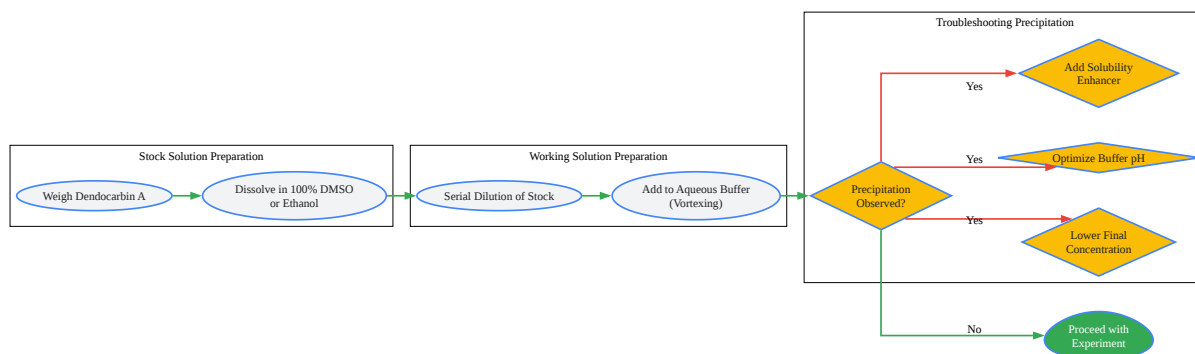 Troubleshooting Precipitation
Add Solubility
Enhancer
Yes
Stock Solution Preparation
Working Solution Preparation
Yes
Optimize Buffer pH
Weigh Dendocarbin A
Dissolve in 100% DMSO
or Ethanol
Serial Dilution of Stock
Add to Aqueous Buffer
(Vortexing)
Precipitation
Observed?
Yes
Lower Final
Concentration
No
Proceed with
Experiment